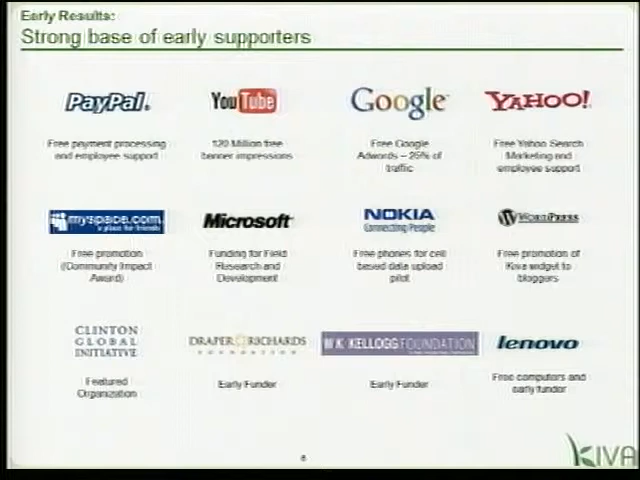 Early Results:
Strong base of early supporters
PayPal
YouTube
Google
YAHOO!
Free payment processing
and employee support
120 Million free
banner impressions
Free Google
Adwords – 25% of
traffic
Free Yahoo Search
Marketing and
employee support
myspace.com
a place for friends
Microsoft
NOKIA
Connecting People
WORDPRESS
Free promotion
(Community Impact
Award)
Funding for Field
Research and
Development
Free phones for cell
based data upload
pilot
Free promotion of
Kiva widget to
bloggers
CLINTON
GLOBAL
INITIATIVE
DRAPER RICHARDS
FOUNDATION
W.K. KELLOGG FOUNDATION
lenovo
Featured
Organization
Early Funder
Early Funder
Free computers and
early funder
KIVA